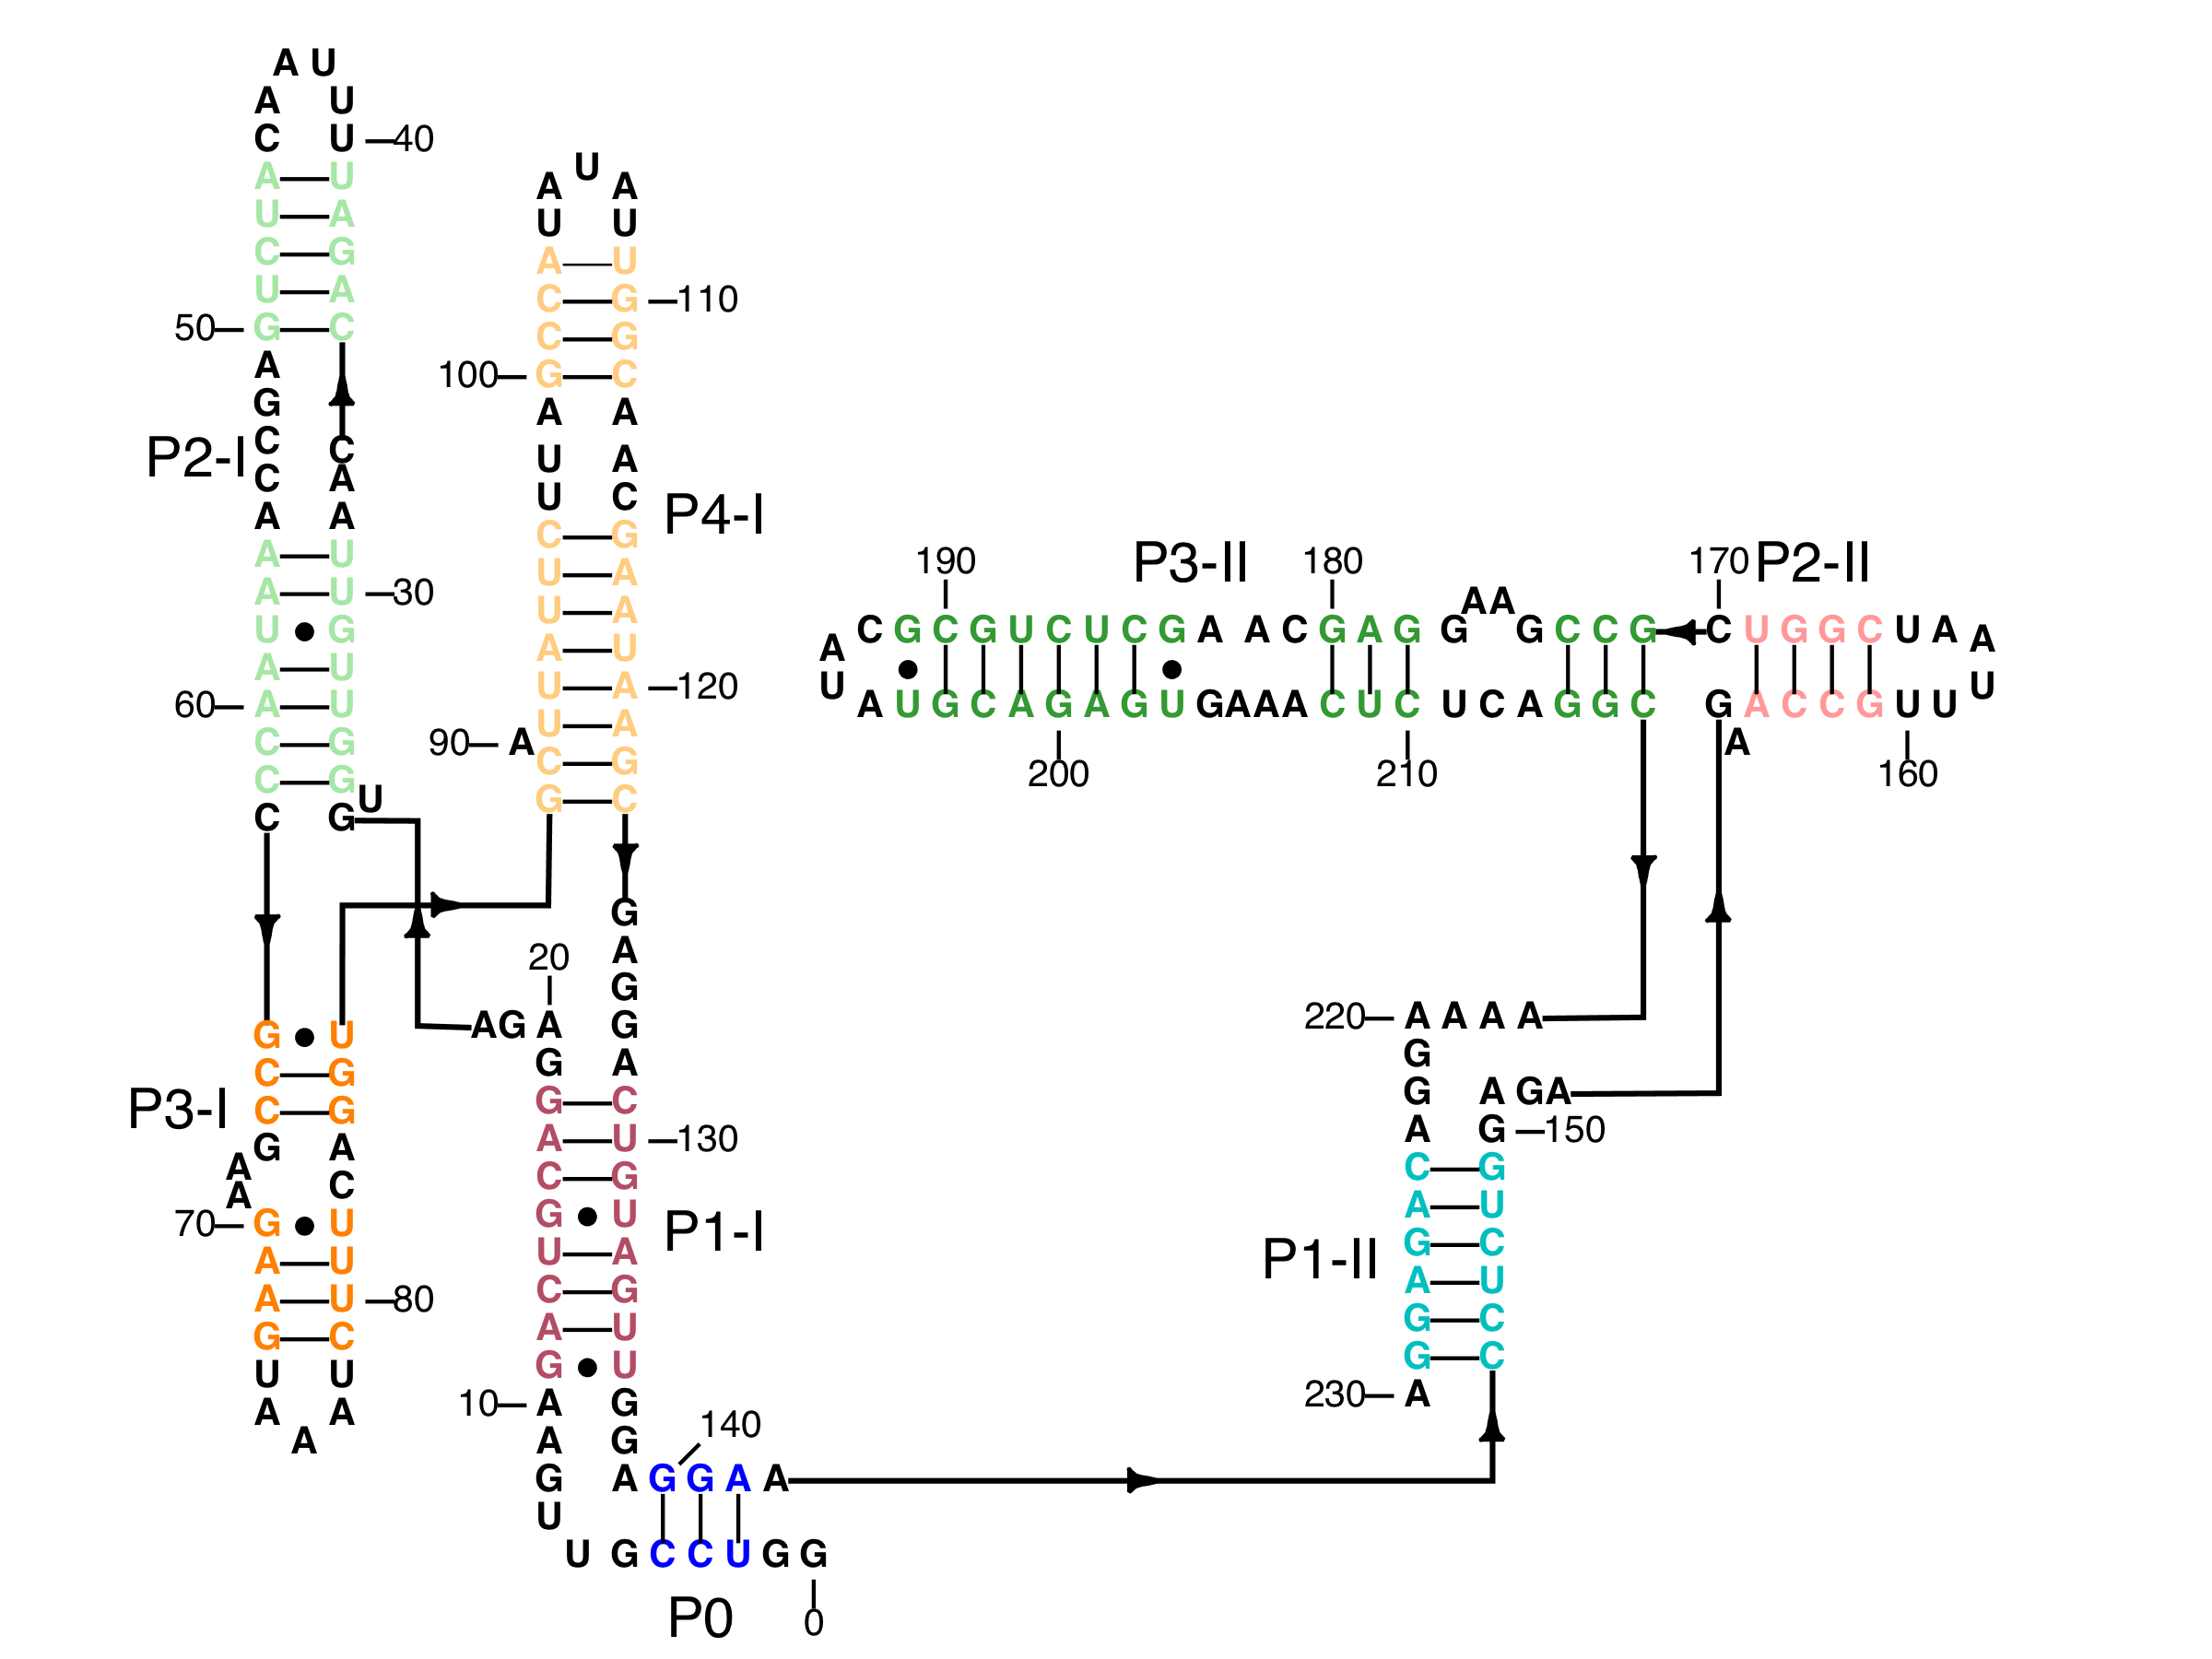 A U
A U
C U 40
A U A U A
U A U U
C G A U
U A C G 110
50 G C C G
A 100 G C
G A A
C C U A
P2-I
C A U C P4-I
A A C G
A U U A 190 P3-II 180 170 P2-II
A U 30 U A AA
U G A U A C G C G U C U C G A A C G A G G G C C G C U G G C U A A
A U U A 120 U U
60 A U U A A U G C A G A G U GAAA C U C U C A G G C G A C C G U U
C G 90 A C G A
200 210 160
C G U G C
C G
G
20 A
G
G U AG A G 220 A A A A
C G G A G
P3-I C G G C G A GA
G A A U 130 A G 150
A C C G C G
A
70 G U G U P1-I A U
A U U A P1-II G C
A U 80 C G A U
G C A U G C
U U G U G C
A A 10 A G 230 A
A A G 140
G A G G A A
U
U G C C U G G
P0 0